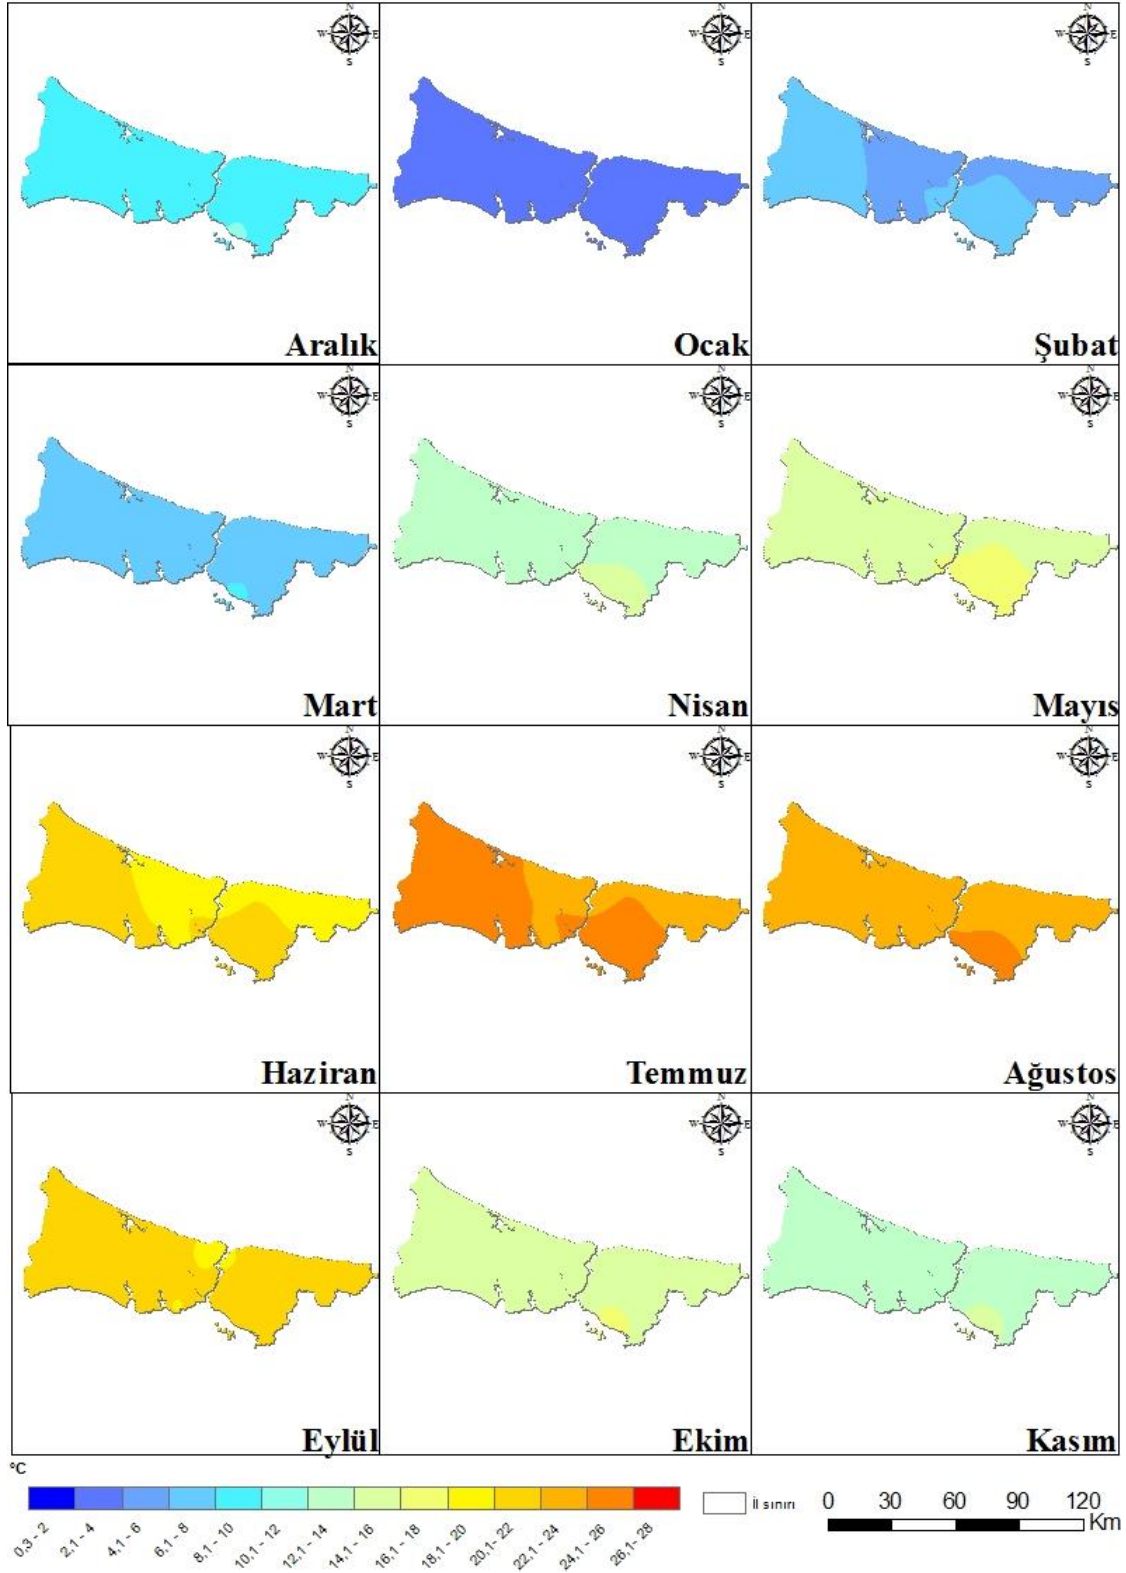 N
W E
S
N
W E
S
N
W E
S
Aralık
Ocak
Şubat
N
W E
S
N
W E
S
N
W E
S
Mart
Nisan
Mayıs
N
W E
S
N
W E
S
N
W E
S
Haziran
Temmuz
Ağustos
N
W E
S
N
W E
S
N
W E
S
Eylül
Ekim
Kasım
°C
0,3 - 2
2,1 - 4
4,1 - 6
6,1 - 8
8,1 - 10
10,1 - 12
12,1 - 14
14,1 - 16
16,1 - 18
18,1 - 20
20,1 - 22
22,1 - 24
24,1 - 26
26,1 - 28
İl sınırı
0 30 60 90 120
Km